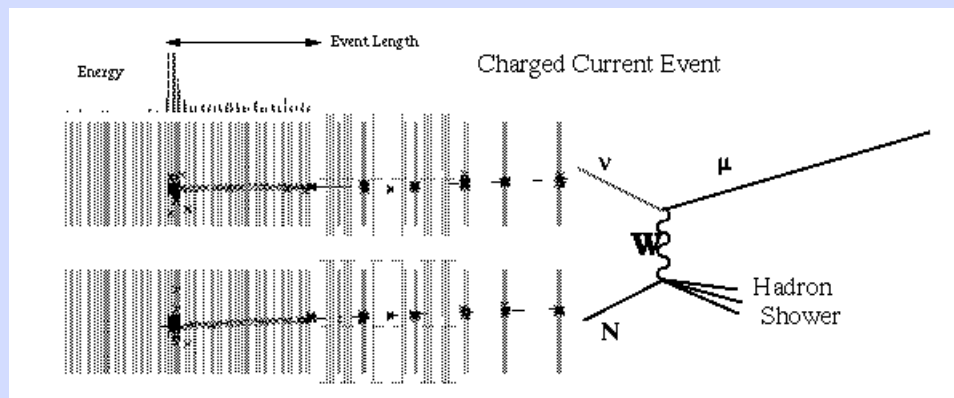 Event Length
Energy
Charged Current Event
ν
μ
W
Hadron
Shower
N